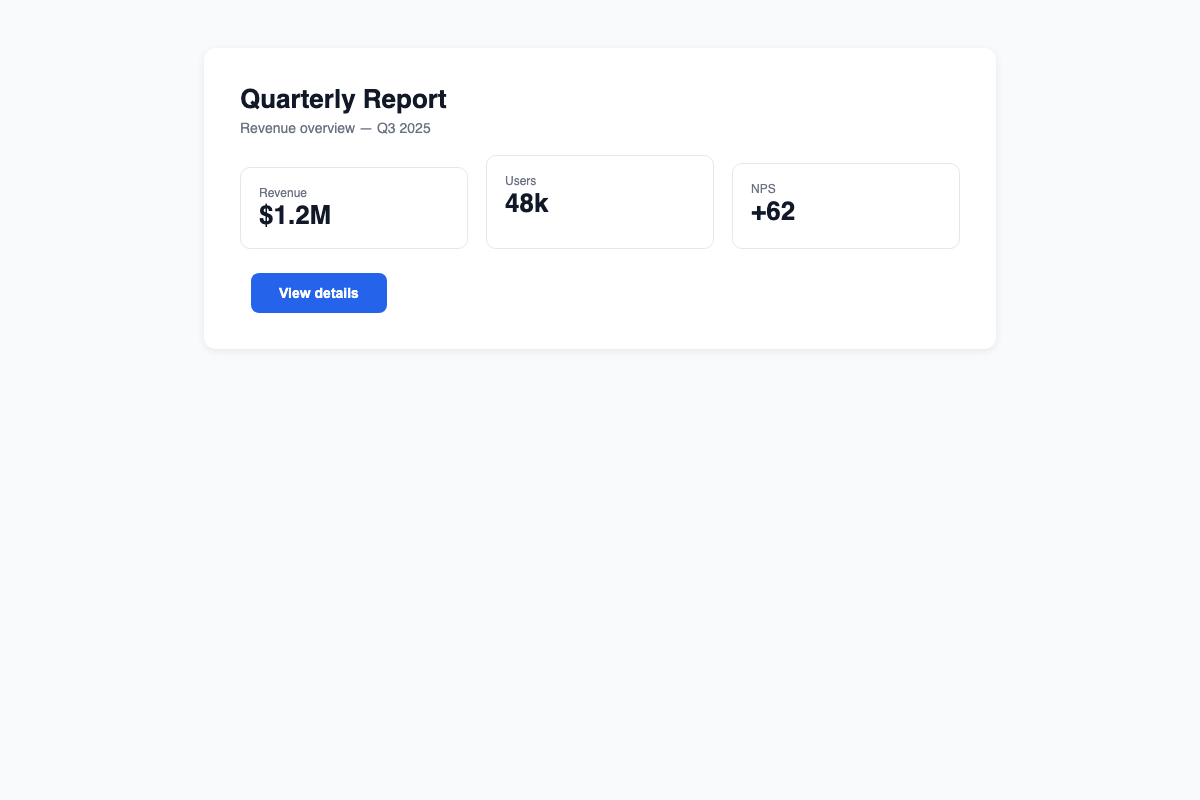 Quarterly Report
Revenue overview — Q3 2025
Revenue
$1.2M
Users
48k
NPS
+62
View details